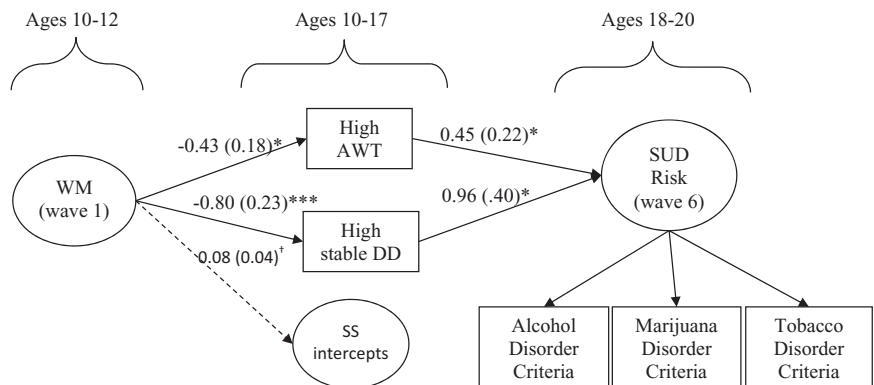 Ages 10-12
Ages 10-17
Ages 18-20
High
AWT
-0.43 (0.18)*
0.45 (0.22)*
SUD
Risk
(wave 6)
WM
(wave 1)
-0.80 (0.23)***
0.96 (.40)*
High
stable DD
0.08 (0.04)†
SS
intercepts
Alcohol
Disorder
Criteria
Marijuana
Disorder
Criteria
Tobacco
Disorder
Criteria